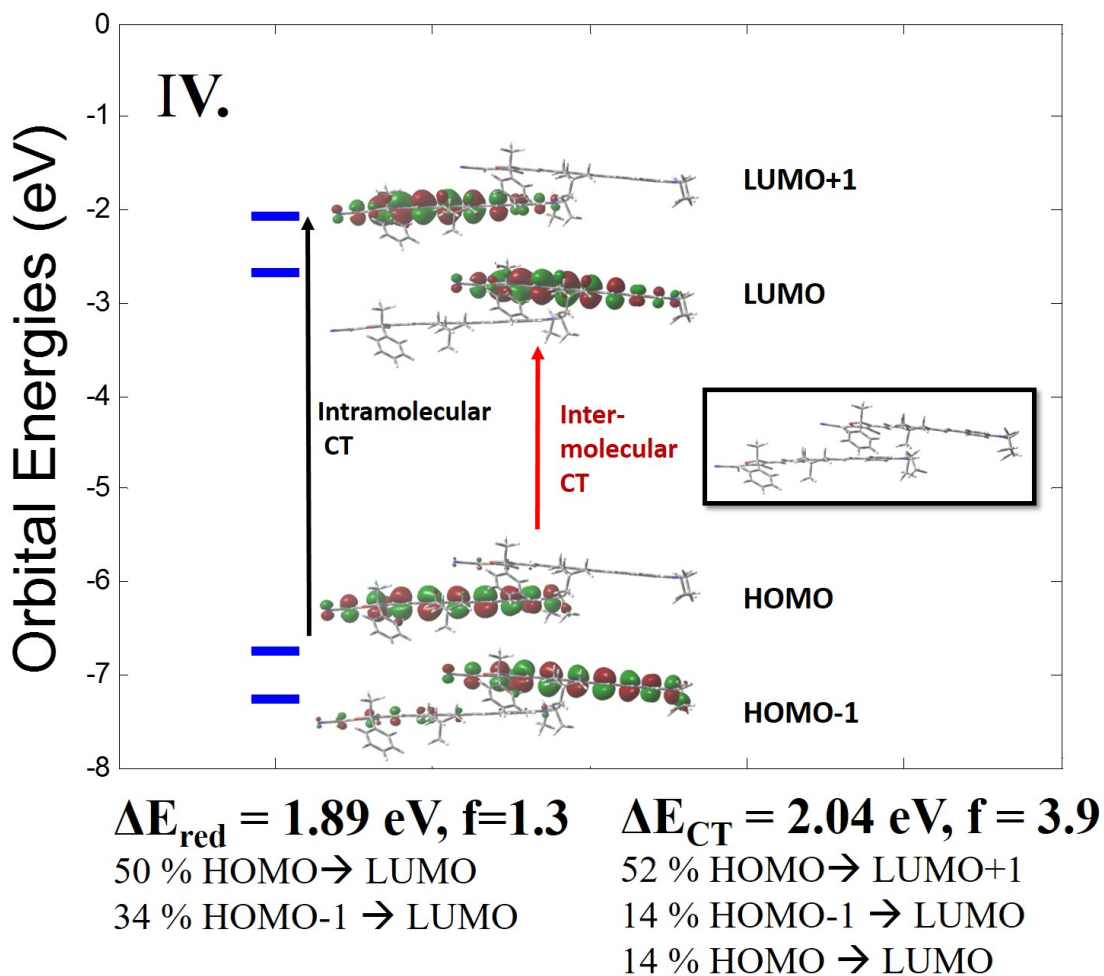 0
-1
-2
-3
-4
-5
-6
-7
-8
Orbital Energies (eV)
IV.
LUMO+1
LUMO
Intramolecular
CT
Inter-
molecular
CT
HOMO
HOMO-1
ΔE_red = 1.89 eV, f=1.3
50 % HOMO→ LUMO
34 % HOMO-1 → LUMO
ΔE_CT = 2.04 eV, f = 3.9
52 % HOMO→ LUMO+1
14 % HOMO-1 → LUMO
14 % HOMO → LUMO